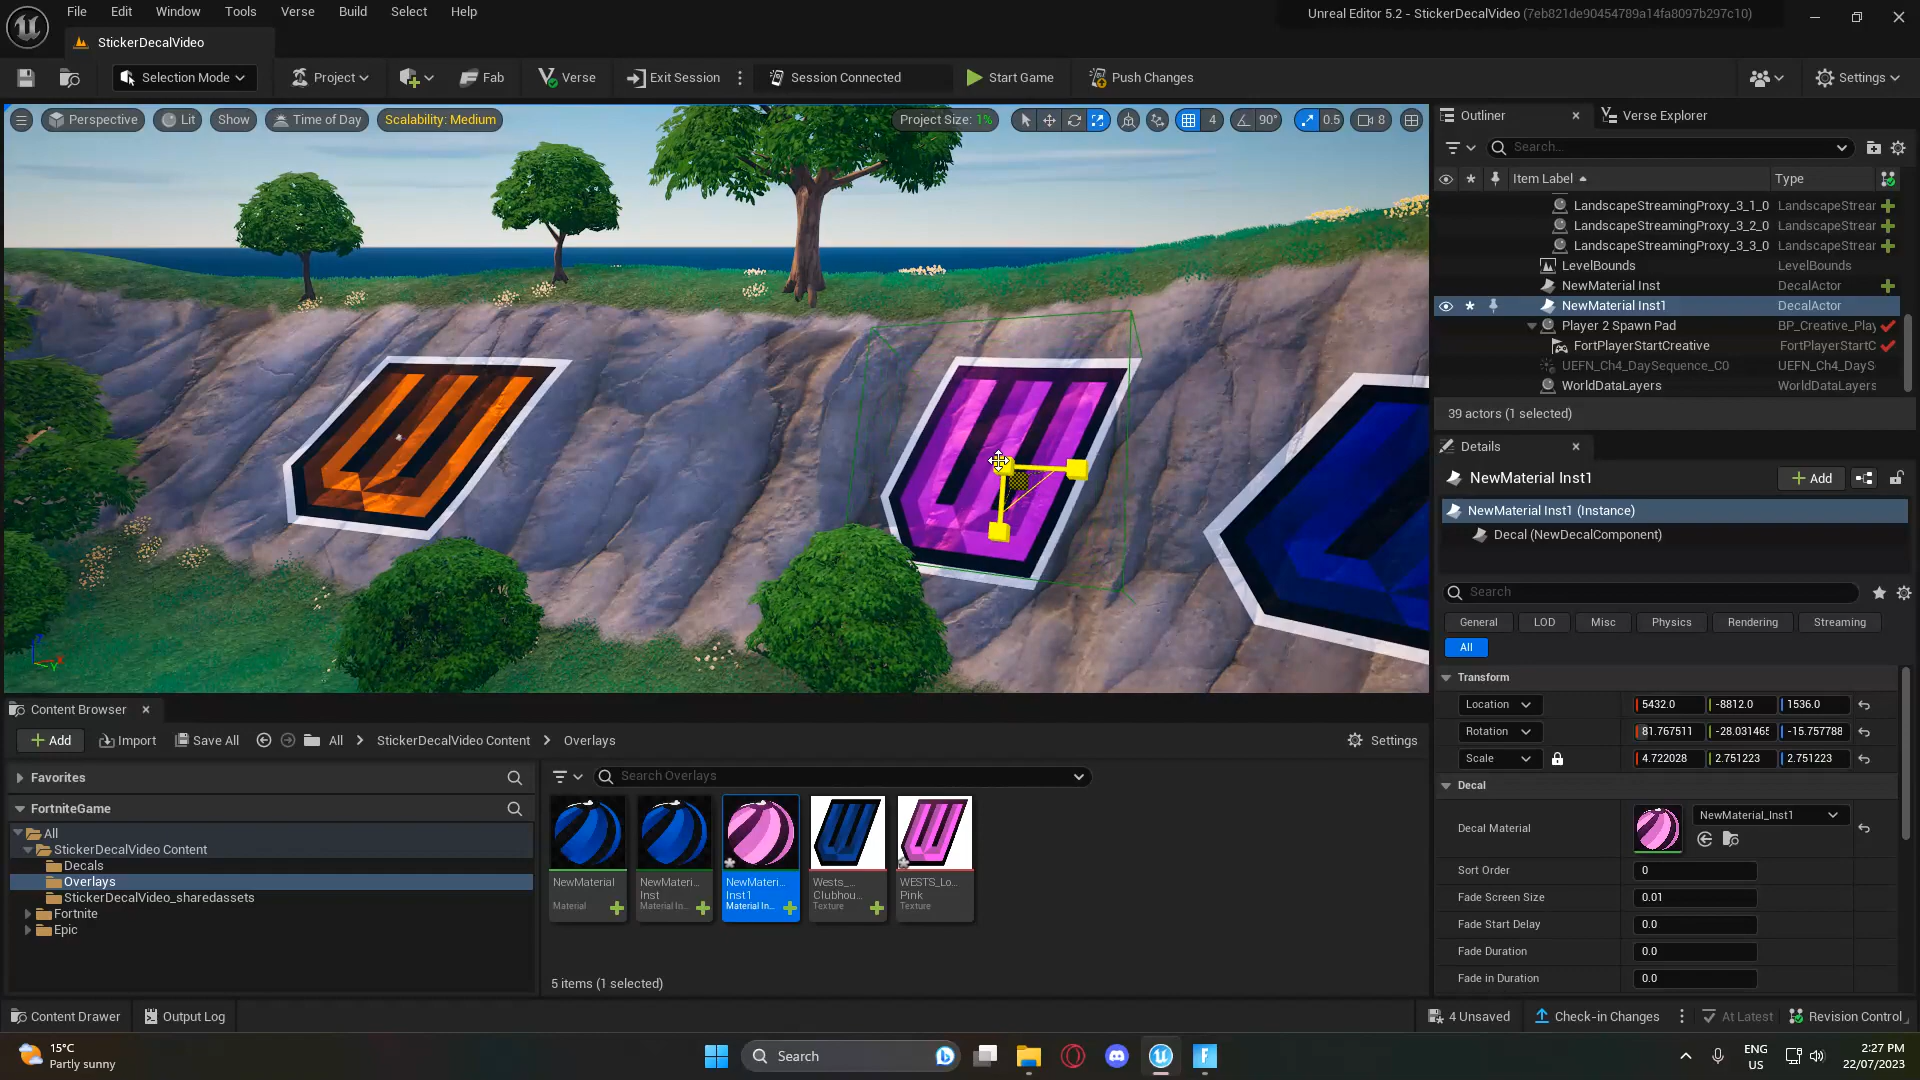 File Edit Window Tools Verse Build Select Help
Unreal Editor 5.2 - StickerDecalVideo (7eb821de90454789a14fa8097b297c10)
StickerDecalVideo
Selection Mode Project Fab Verse Exit Session Session Connected Start Game Push Changes Settings
Perspective Lit Show Time of Day Scalability: Medium Project Size: 1% 4 90° 0.5 8
Outliner Verse Explorer
Search...
Item Label Type
LandscapeStreamingProxy_3_1_0 LandscapeStrear
LandscapeStreamingProxy_3_2_0 LandscapeStrear
LandscapeStreamingProxy_3_3_0 LandscapeStrear
LevelBounds LevelBounds
NewMaterial Inst DecalActor
NewMaterial Inst1 DecalActor
Player 2 Spawn Pad BP_Creative_Play
FortPlayerStartCreative FortPlayerStartC
UEFN_Ch4_DaySequence_C0 UEFN_Ch4_DayS
WorldDataLayers WorldDataLayers
39 actors (1 selected)
Details
NewMaterial Inst1 Add
NewMaterial Inst1 (Instance)
Decal (NewDecalComponent)
Search
General LOD Misc Physics Rendering Streaming
All
Transform
Location 5432.0 -8812.0 1536.0
Rotation 81.767511 -28.031465 -15.757788
Scale 4.722028 2.751223 2.751223
Decal
Decal Material NewMaterial_Inst1
Sort Order 0
Fade Screen Size 0.01
Fade Start Delay 0.0
Fade Duration 0.0
Fade in Duration 0.0
Content Browser
Add Import Save All All StickerDecalVideo Content Overlays Settings
Favorites
FortniteGame
All
StickerDecalVideo Content
Decals
Overlays
StickerDecalVideo_sharedassets
Fortnite
Epic
Search Overlays
NewMaterial
Material
NewMateri...
Inst
Material In...
NewMateri...
Inst1
Material In...
Wests_...
Clubhou...
Texture
WESTS_Lo...
Pink
Texture
5 items (1 selected)
Content Drawer Output Log 4 Unsaved Check-in Changes At Latest Revision Control
15°C
Partly sunny
Search
ENG
US
2:27 PM
22/07/2023